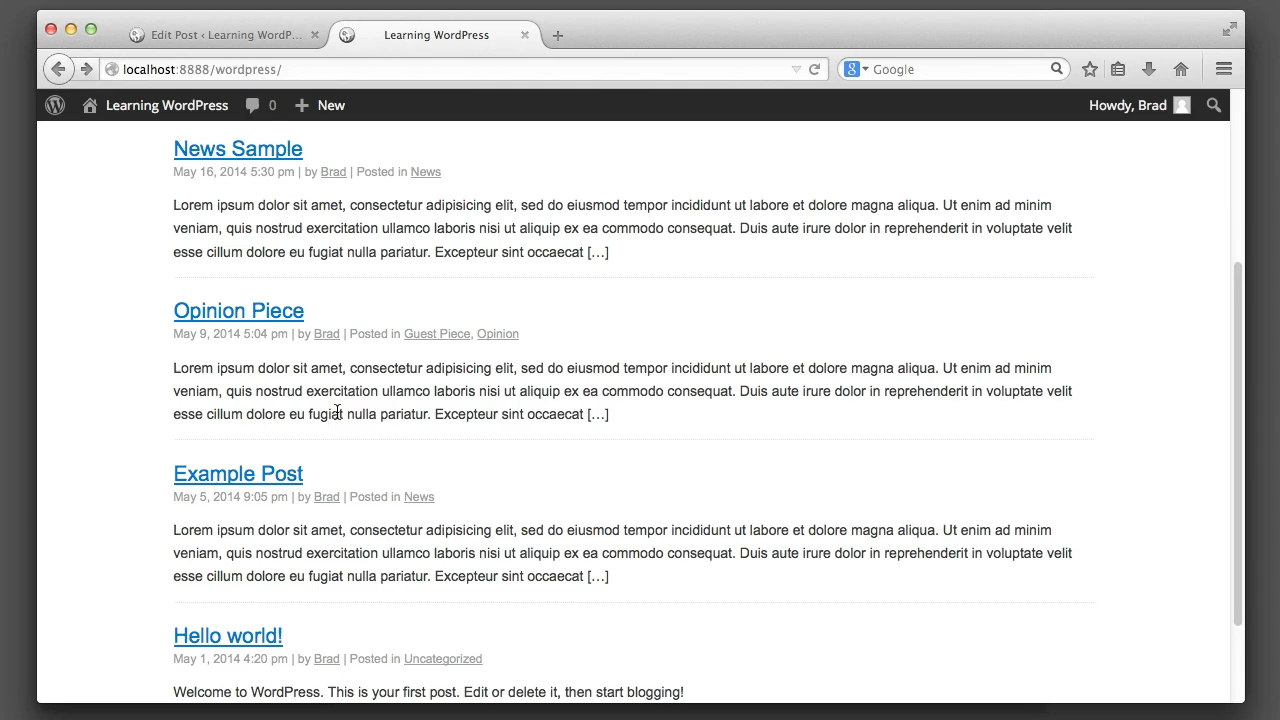 Edit Post ‹ Learning WordP...
Learning WordPress
localhost:8888/wordpress/
Google
Learning WordPress 0 New Howdy, Brad
News Sample
May 16, 2014 5:30 pm | by Brad | Posted in News
Lorem ipsum dolor sit amet, consectetur adipisicing elit, sed do eiusmod tempor incididunt ut labore et dolore magna aliqua. Ut enim ad minim
veniam, quis nostrud exercitation ullamco laboris nisi ut aliquip ex ea commodo consequat. Duis aute irure dolor in reprehenderit in voluptate velit
esse cillum dolore eu fugiat nulla pariatur. Excepteur sint occaecat […]
Opinion Piece
May 9, 2014 5:04 pm | by Brad | Posted in Guest Piece, Opinion
Lorem ipsum dolor sit amet, consectetur adipisicing elit, sed do eiusmod tempor incididunt ut labore et dolore magna aliqua. Ut enim ad minim
veniam, quis nostrud exercitation ullamco laboris nisi ut aliquip ex ea commodo consequat. Duis aute irure dolor in reprehenderit in voluptate velit
esse cillum dolore eu fugiat nulla pariatur. Excepteur sint occaecat […]
Example Post
May 5, 2014 9:05 pm | by Brad | Posted in News
Lorem ipsum dolor sit amet, consectetur adipisicing elit, sed do eiusmod tempor incididunt ut labore et dolore magna aliqua. Ut enim ad minim
veniam, quis nostrud exercitation ullamco laboris nisi ut aliquip ex ea commodo consequat. Duis aute irure dolor in reprehenderit in voluptate velit
esse cillum dolore eu fugiat nulla pariatur. Excepteur sint occaecat […]
Hello world!
May 1, 2014 4:20 pm | by Brad | Posted in Uncategorized
Welcome to WordPress. This is your first post. Edit or delete it, then start blogging!